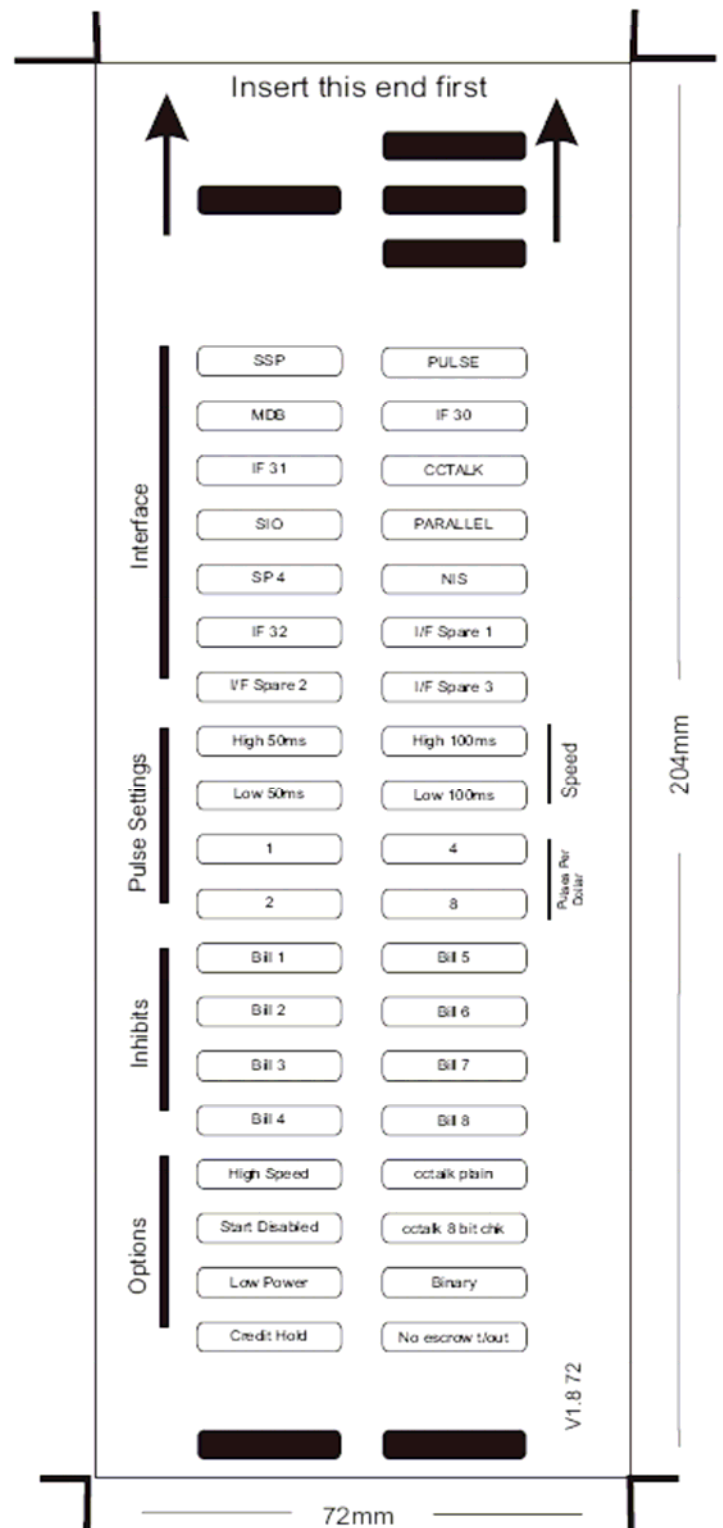 Insert this end first
SSP
PULSE
MDB
IF 30
IF 31
CCTALK
SIO
PARALLEL
SP 4
NIS
IF 32
I/F Spare 1
I/F Spare 2
I/F Spare 3
Interface
High 50ms
High 100ms
Low 50ms
Low 100ms
Speed
1
4
2
8
Pulses Per
Dollar
Pulse Settings
204mm
Bill 1
Bill 5
Bill 2
Bill 6
Bill 3
Bill 7
Bill 4
Bill 8
Inhibits
High Speed
cctalk plain
Start Disabled
cctalk 8 bit chk
Low Power
Binary
Credit Hold
No escrow t/out
Options
V1.8 72
72mm